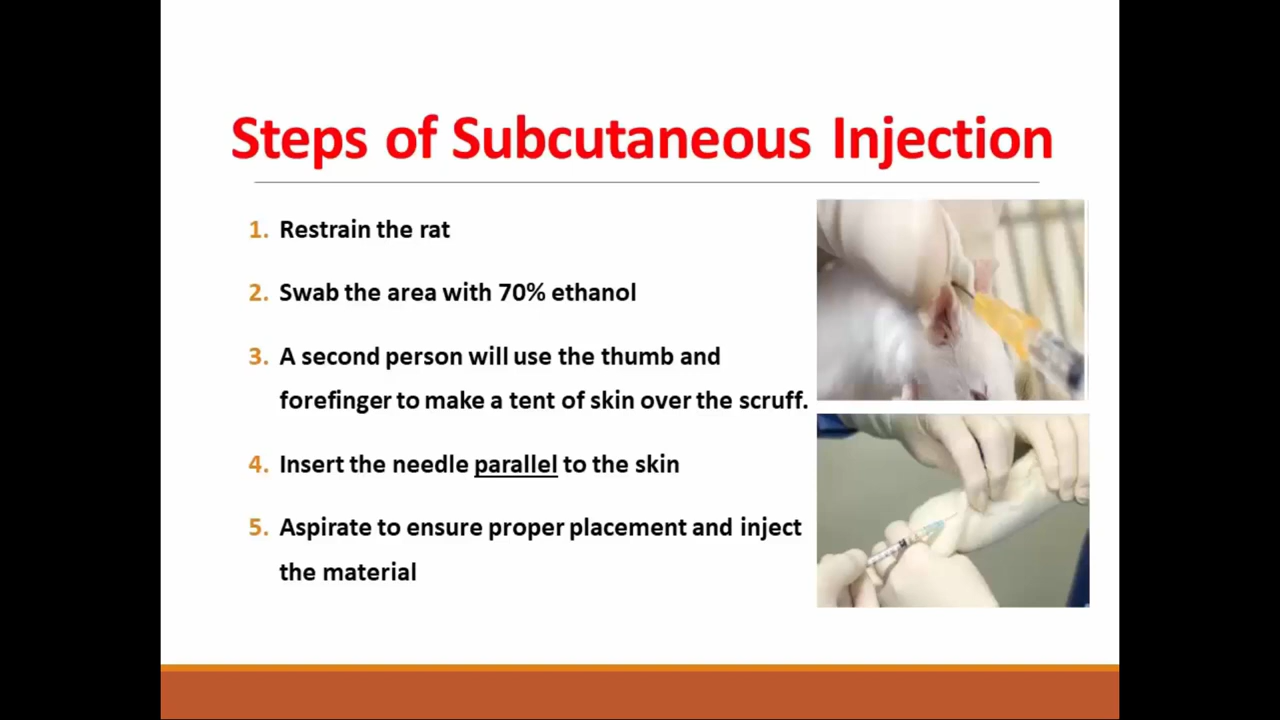 Steps of Subcutaneous Injection
1. Restrain the rat
2. Swab the area with 70% ethanol
3. A second person will use the thumb and
forefinger to make a tent of skin over the scruff.
4. Insert the needle parallel to the skin
5. Aspirate to ensure proper placement and inject
the material